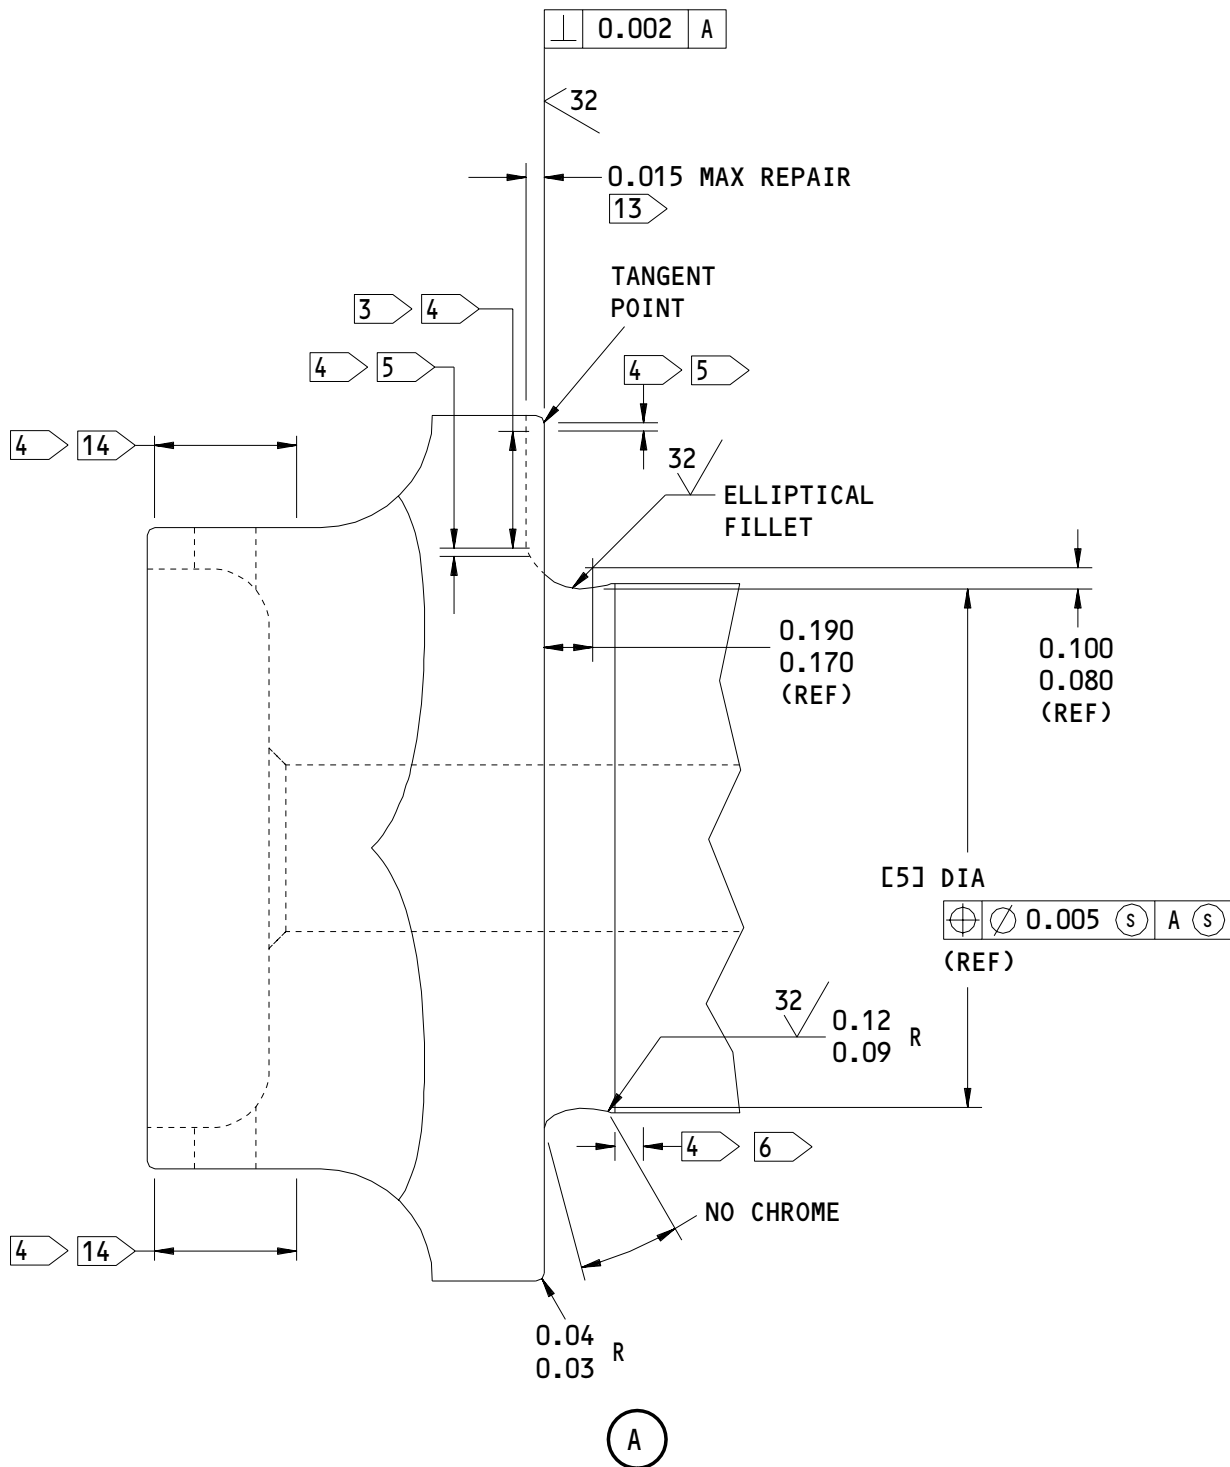 ⊥ 0.002 A
32
0.015 MAX REPAIR
13
TANGENT
POINT
3 4
4 5
4 5
4 14
32
ELLIPTICAL
FILLET
0.190
0.170
(REF)
0.100
0.080
(REF)
[5] DIA
⌖ ⌀ 0.005 Ⓢ A Ⓢ
(REF)
32
0.12
0.09 R
4 6
NO CHROME
4 14
0.04
0.03 R
A